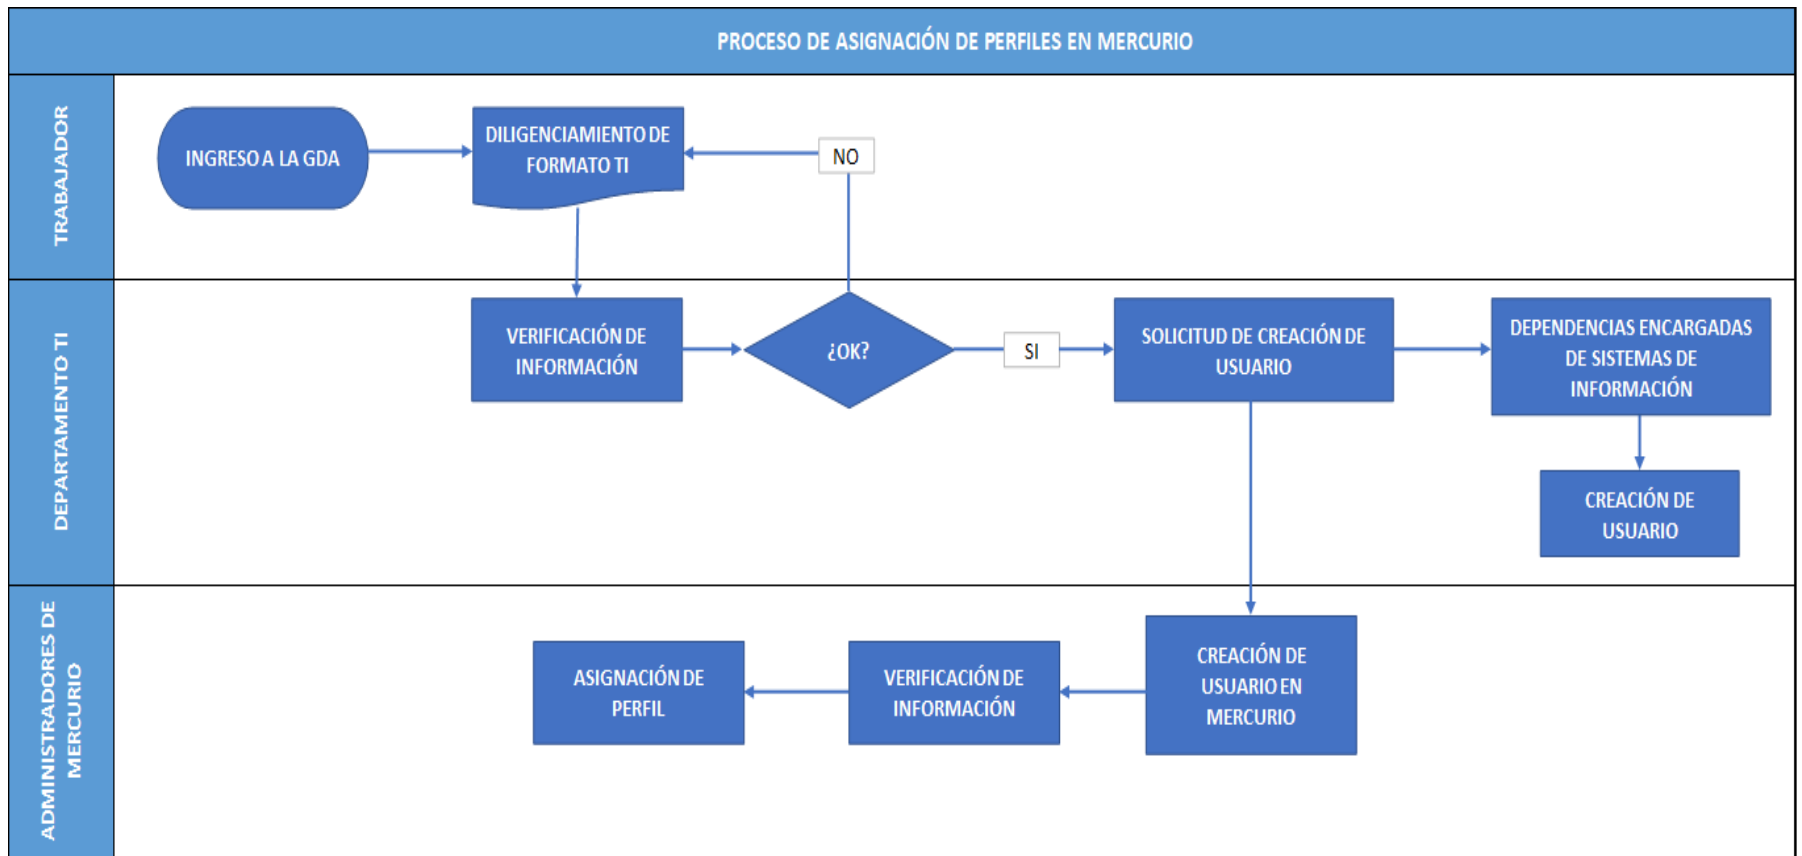 PROCESO DE ASIGNACIÓN DE PERFILES EN MERCURIO
TRABAJADOR
INGRESO A LA GDA
DILIGENCIAMIENTO DE
FORMATO TI
NO
DEPARTAMENTO TI
VERIFICACIÓN DE
INFORMACIÓN
¿OK?
SI
SOLICITUD DE CREACIÓN DE
USUARIO
DEPENDENCIAS ENCARGADAS
DE SISTEMAS DE
INFORMACIÓN
CREACIÓN DE
USUARIO
ADMINISTRADORES DE
MERCURIO
ASIGNACIÓN DE
PERFIL
VERIFICACIÓN DE
INFORMACIÓN
CREACIÓN DE
USUARIO EN
MERCURIO